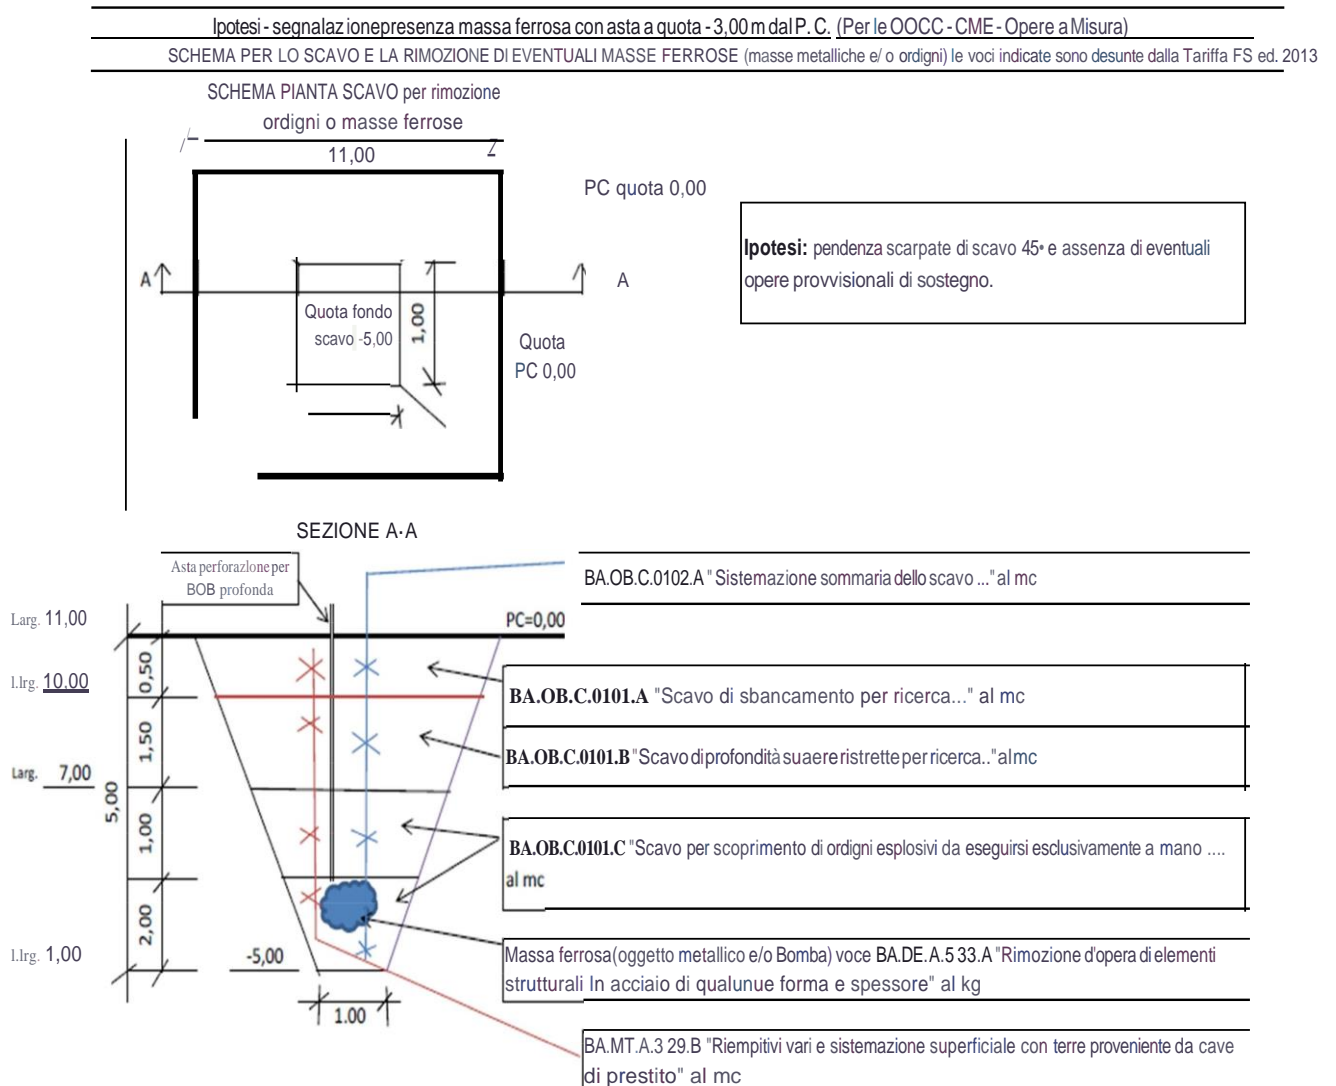 Ipotesi - segnalaz ionepresenza massa ferrosa con asta a quota - 3,00 m dal P. C. (Per le OOCC - CME - Opere a Misura)
SCHEMA PER LO SCAVO E LA RIMOZIONE DI EVENTUALI MASSE FERROSE (masse metalliche e/ o ordigni) le voci indicate sono desunte dalla Tariffa FS ed. 2013
SCHEMA PIANTA SCAVO per rimozione
ordigni o masse ferrose
11,00
PC quota 0,00
Ipotesi: pendenza scarpate di scavo 45• e assenza di eventuali
opere provvisionali di sostegno.
A
A
Quota fondo
scavo -5,00
1,00
Quota
PC 0,00
SEZIONE A·A
Asta perforazlone per
BOB profonda
BA.OB.C.0102.A " Sistemazione sommaria dello scavo ..." al mc
Larg. 11,00
PC=0,00
0,50
l.lrg. 10,00
BA.OB.C.0101.A "Scavo di sbancamento per ricerca..." al mc
1,50
BA.OB.C.0101.B "Scavo di profondità su aere ristrette per ricerca.." al mc
Larg. 7,00
5,00
1,00
BA.OB.C.0101.C "Scavo per scoprimento di ordigni esplosivi da eseguirsi esclusivamente a mano ....
al mc
2,00
l.lrg. 1,00
-5,00
Massa ferrosa(oggetto metallico e/o Bomba) voce BA.DE.A.5 33.A "Rimozione d'opera di elementi
strutturali In acciaio di qualunue forma e spessore" al kg
1.00
BA.MT.A.3 29.B "Riempitivi vari e sistemazione superficiale con terre proveniente da cave
di prestito" al mc